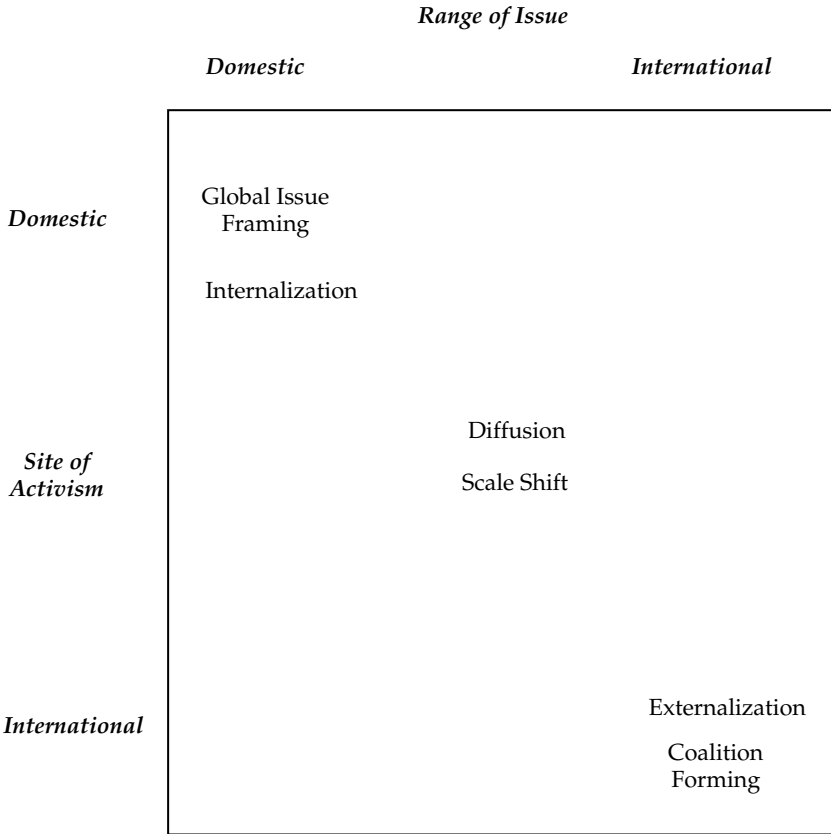 Range of Issue
Domestic International
Global Issue
Framing
Domestic
Internalization
Diffusion
Site of
Activism
Scale Shift
Externalization
International
Coalition
Forming